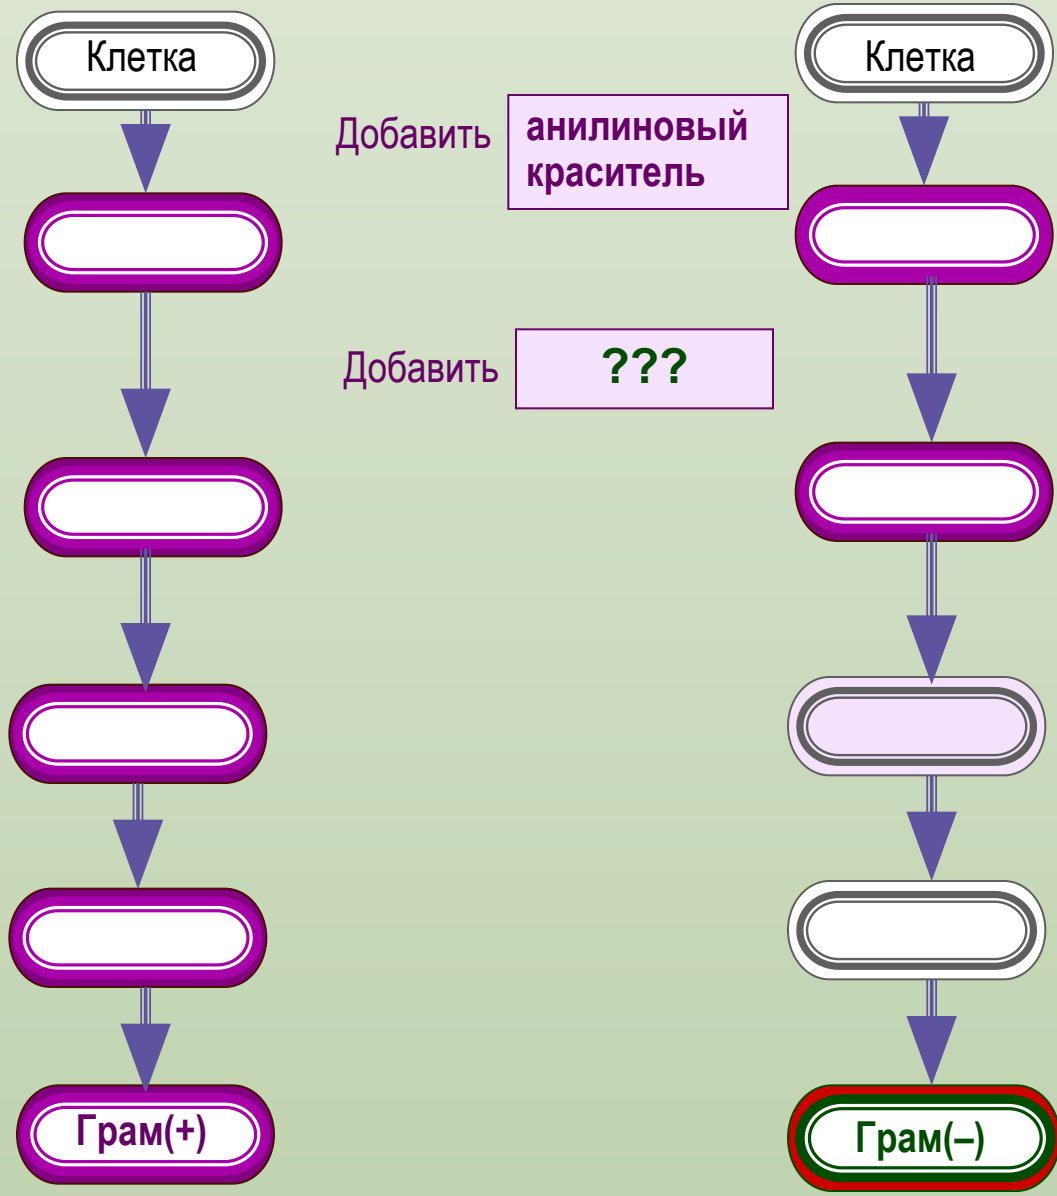 Клетка
Клетка
Добавить
анилиновый
краситель
Добавить
???
Грам(+)
Грам(–)